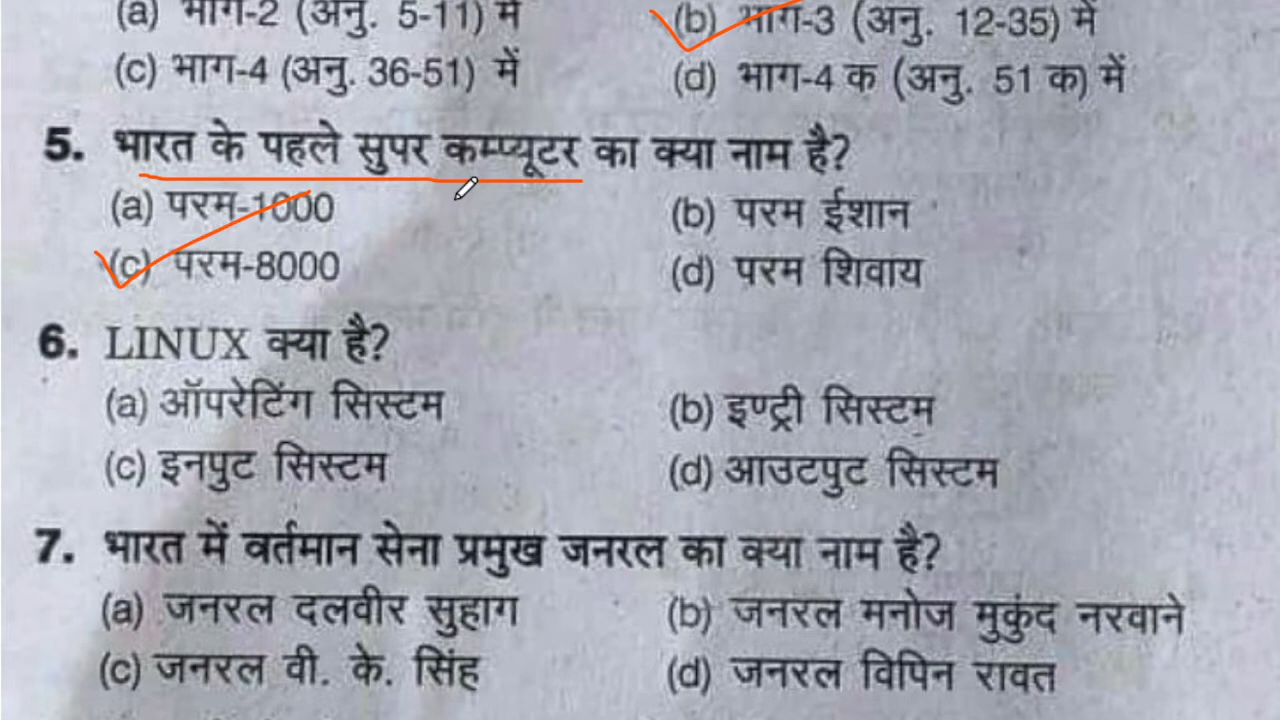 (a) भाग-2 (अनु. 5-11) में (b) भाग-3 (अनु. 12-35) में
(c) भाग-4 (अनु. 36-51) में (d) भाग-4 क (अनु. 51 क) में
5. भारत के पहले सुपर कम्प्यूटर का क्या नाम है?
(a) परम-1000 (b) परम ईशान
(c) परम-8000 (d) परम शिवाय
6. LINUX क्या है?
(a) ऑपरेटिंग सिस्टम (b) इण्ट्री सिस्टम
(c) इनपुट सिस्टम (d) आउटपुट सिस्टम
7. भारत में वर्तमान सेना प्रमुख जनरल का क्या नाम है?
(a) जनरल दलवीर सुहाग (b) जनरल मनोज मुकुंद नरवाने
(c) जनरल वी. के. सिंह (d) जनरल विपिन रावत